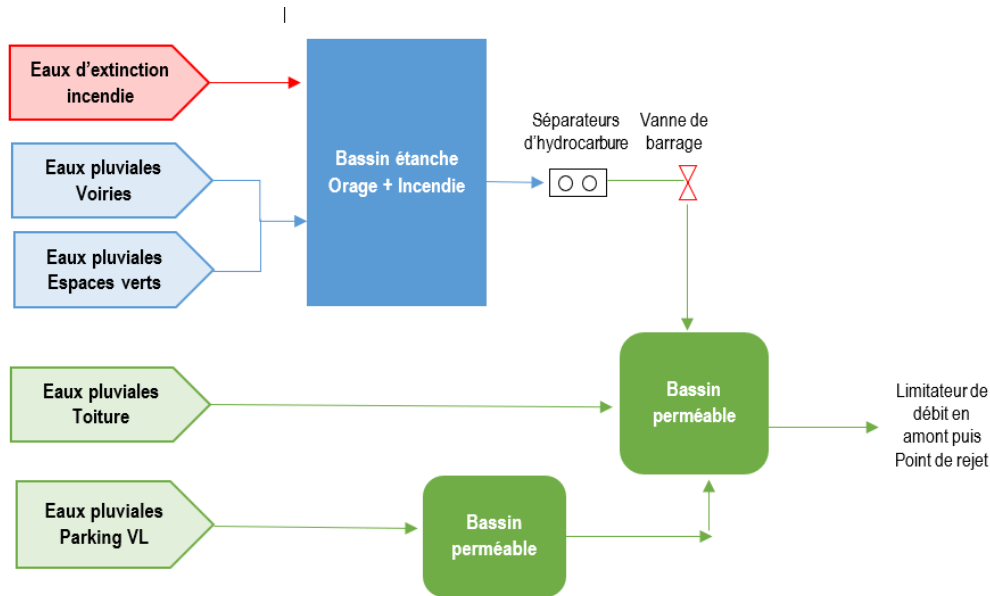 Eaux d'extinction
incendie
Eaux pluviales
Voiries
Eaux pluviales
Espaces verts
Bassin étanche
Orage + Incendie
Séparateurs
d'hydrocarbure
Vanne de
barrage
Eaux pluviales
Toiture
Bassin
perméable
Limitateur de
débit en
amont puis
Point de rejet
Eaux pluviales
Parking VL
Bassin
perméable